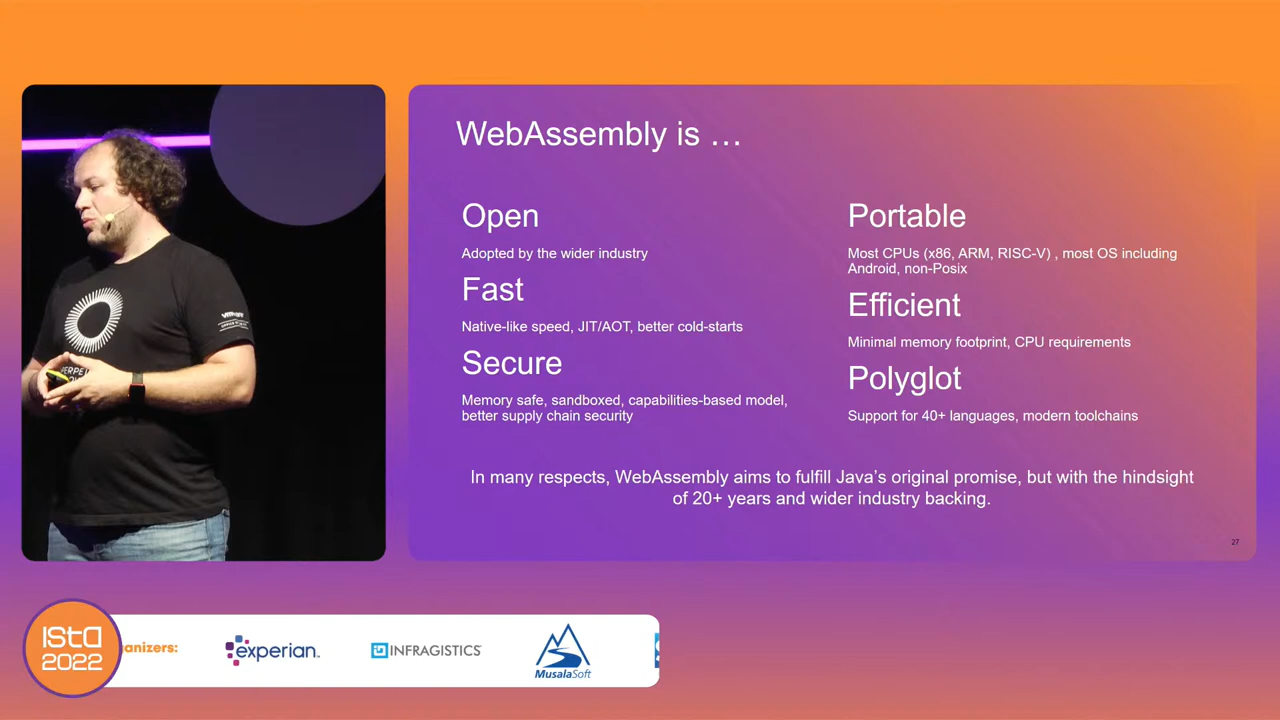 WebAssembly is …
Open
Adopted by the wider industry
Fast
Native-like speed, JIT/AOT, better cold-starts
Secure
Memory safe, sandboxed, capabilities-based model,
better supply chain security
Portable
Most CPUs (x86, ARM, RISC-V) , most OS including
Android, non-Posix
Efficient
Minimal memory footprint, CPU requirements
Polyglot
Support for 40+ languages, modern toolchains
In many respects, WebAssembly aims to fulfill Java's original promise, but with the hindsight
of 20+ years and wider industry backing.
27
vmware
ISTA
2022
anizers:
experian.
INFRAGISTICS
MusalaSoft